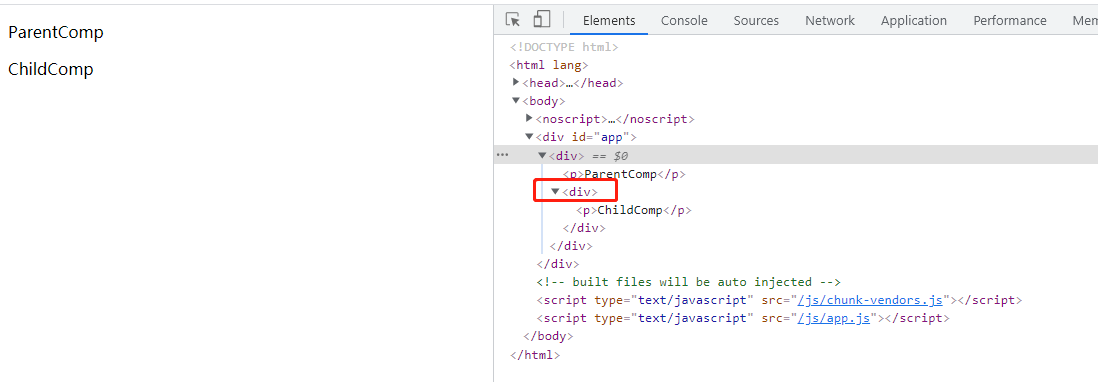 ParentComp
ChildComp
Elements Console Sources Network Application Performance Mem
<!DOCTYPE html>
<html lang>
<head>…</head>
<body>
<noscript>…</noscript>
<div id="app">
<div> == $0
<p>ParentComp</p>
<div>
<p>ChildComp</p>
</div>
</div>
</div>
<!-- built files will be auto injected -->
<script type="text/javascript" src="/js/chunk-vendors.js"></script>
<script type="text/javascript" src="/js/app.js"></script>
</body>
</html>